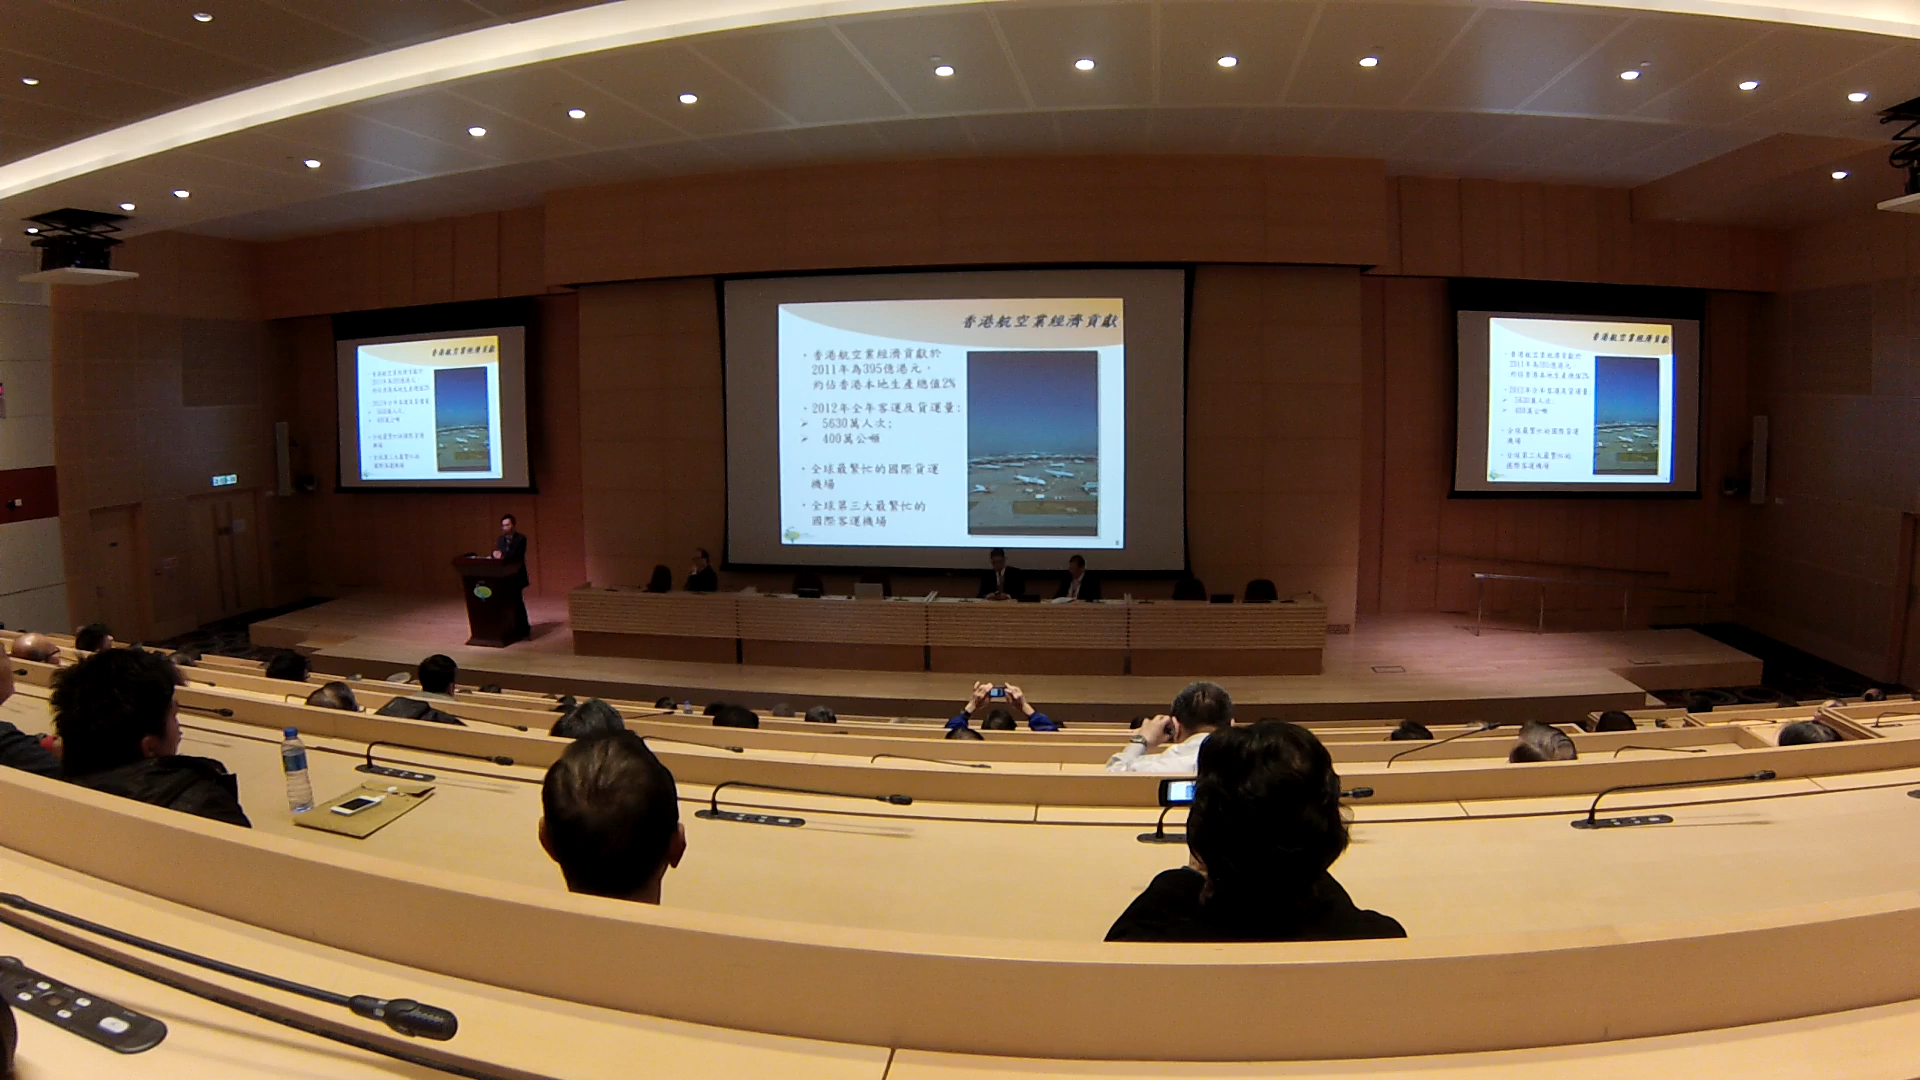 香港航空業經濟貢獻
・香港航空業經濟貢獻於
2011年為395億港元，
約佔香港本地生產總值2%
・2012年全年客運及貨運量:
➢ 5630萬人次;
➢ 400萬公噸
・全球最繁忙的國際貨運
機場
・全球第三大最繁忙的
國際客運機場